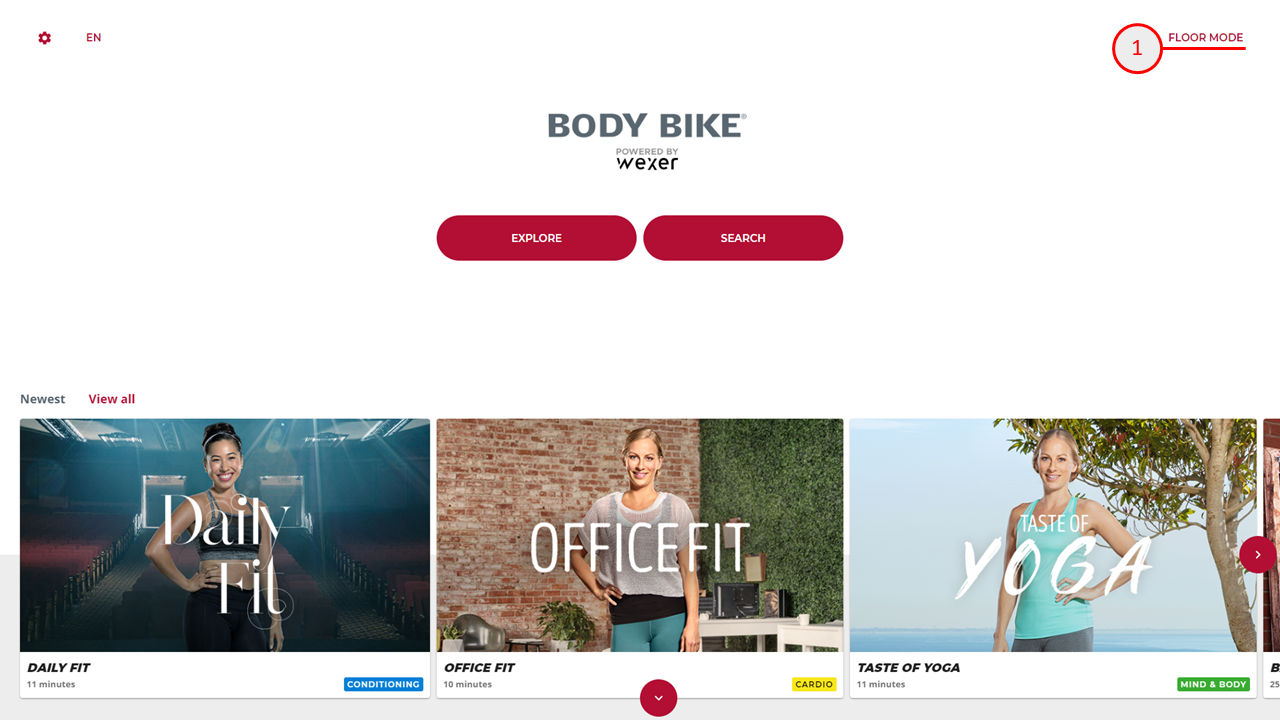 EN
1
FLOOR MODE
BODY BIKE®
POWERED BY
wexer
EXPLORE
SEARCH
Newest View all
Daily
Fit
OFFICE FIT
TASTE OF
YOGA
DAILY FIT
11 minutes
CONDITIONING
OFFICE FIT
10 minutes
CARDIO
TASTE OF YOGA
11 minutes
MIND & BODY
B
25